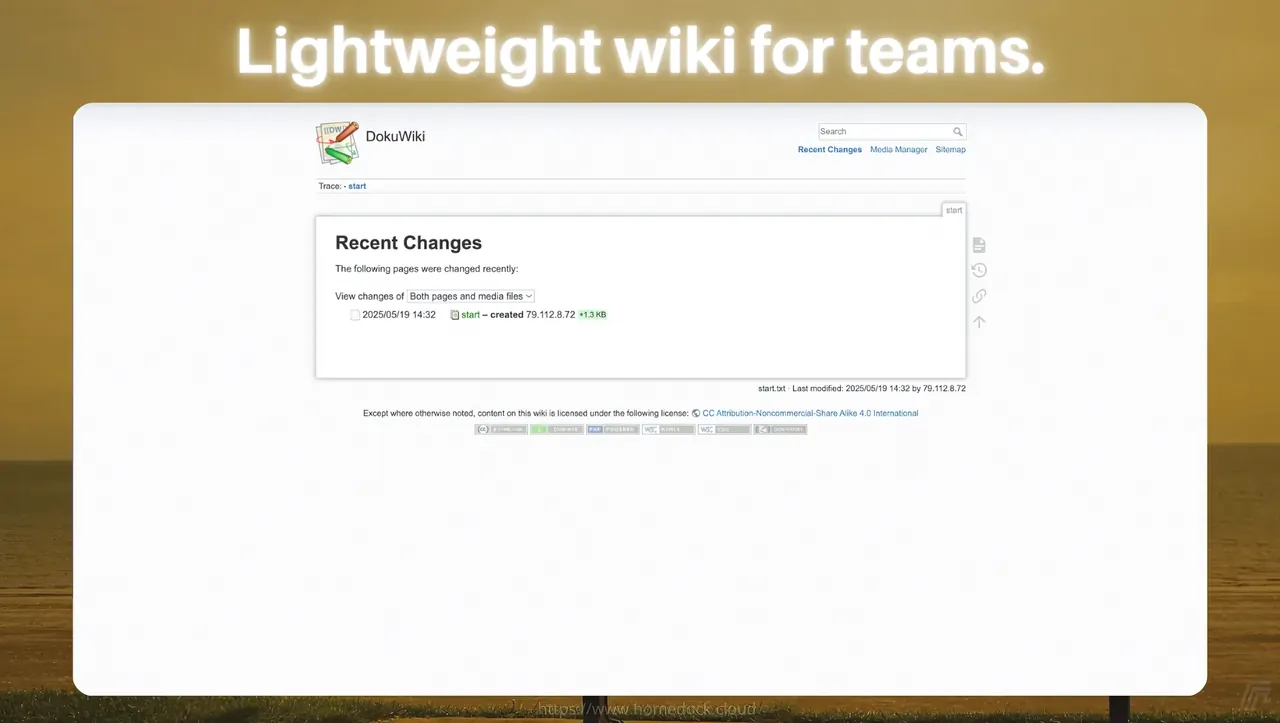 Lightweight wiki for teams.
DokuWiki
Search
Recent Changes Media Manager Sitemap
Trace: • start
start
Recent Changes
The following pages were changed recently:
View changes of Both pages and media files
2025/05/19 14:32 start – created 79.112.8.72 +1.3 KB
start.txt · Last modified: 2025/05/19 14:32 by 79.112.8.72
Except where otherwise noted, content on this wiki is licensed under the following license: CC Attribution-Noncommercial-Share Alike 4.0 International
https://www.homedock.cloud